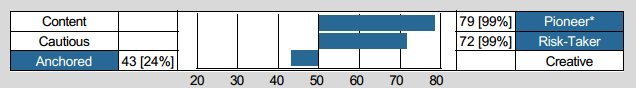 Content 79 [99%] Pioneer*
Cautious 72 [99%] Risk-Taker
Anchored 43 [24%] Creative
20 30 40 50 60 70 80